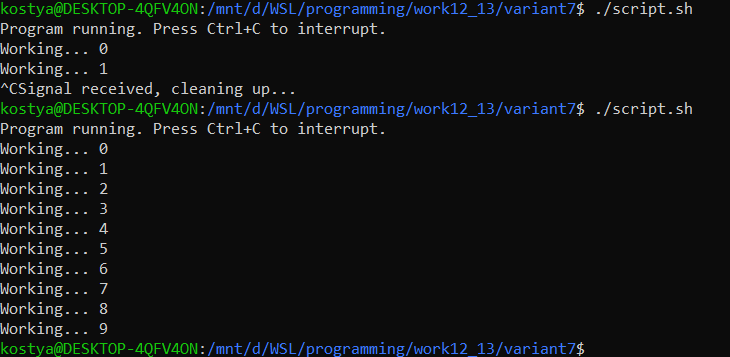 kostya@DESKTOP-4QFV4ON:/mnt/d/WSL/programming/work12_13/variant7$ ./script.sh
Program running. Press Ctrl+C to interrupt.
Working... 0
Working... 1
^CSignal received, cleaning up...
kostya@DESKTOP-4QFV4ON:/mnt/d/WSL/programming/work12_13/variant7$ ./script.sh
Program running. Press Ctrl+C to interrupt.
Working... 0
Working... 1
Working... 2
Working... 3
Working... 4
Working... 5
Working... 6
Working... 7
Working... 8
Working... 9
kostya@DESKTOP-4QFV4ON:/mnt/d/WSL/programming/work12_13/variant7$